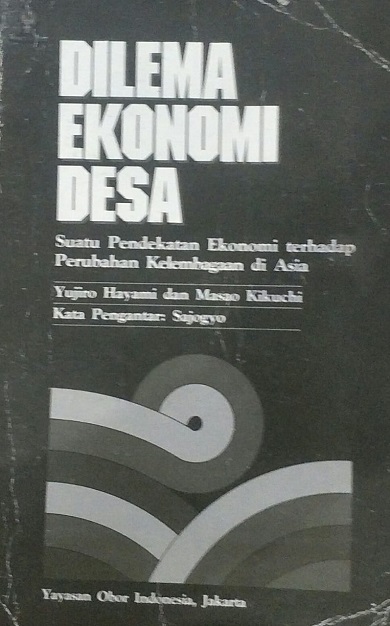 DILEMA
EKONOMI
DESA
Suatu Pendekatan Ekonomi terhadap
Perubahan Kelembagaan di Asia
Yujiro Hayami dan Masao Kikuchi
Kata Pengantar: Sajogyo
Yayasan Obor Indonesia, Jakarta